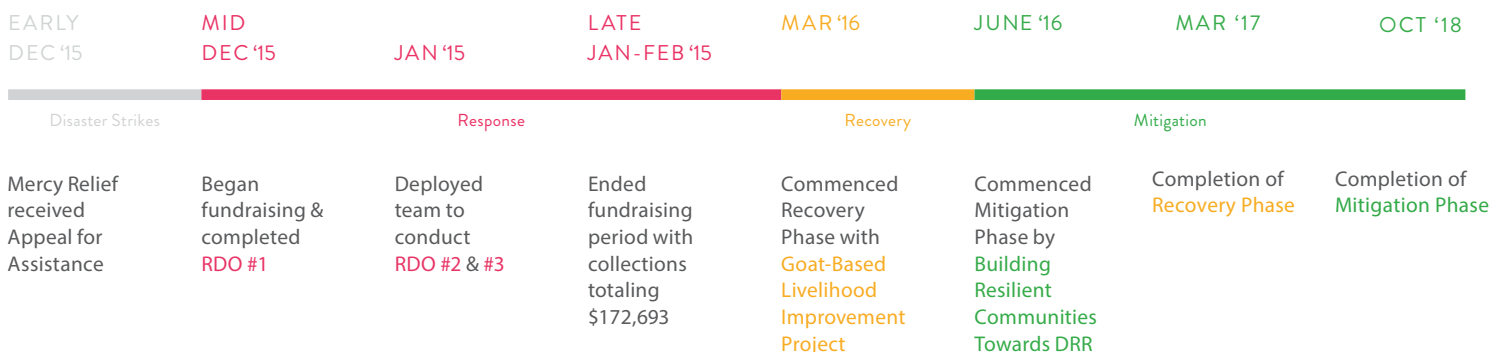 EARLY
DEC ‘15
MID
DEC ‘15
JAN ‘15
LATE
JAN-FEB ‘15
MAR ‘16
JUNE ‘16
MAR ‘17
OCT ‘18
Disaster Strikes
Response
Recovery
Mitigation
Mercy Relief
received
Appeal for
Assistance
Began
fundraising &
completed
RDO #1
Deployed
team to
conduct
RDO #2 & #3
Ended
fundraising
period with
collections
totaling
$172,693
Commenced
Recovery
Phase with
Goat-Based
Livelihood
Improvement
Project
Commenced
Mitigation
Phase by
Building
Resilient
Communities
Towards DRR
Completion of
Recovery Phase
Completion of
Mitigation Phase